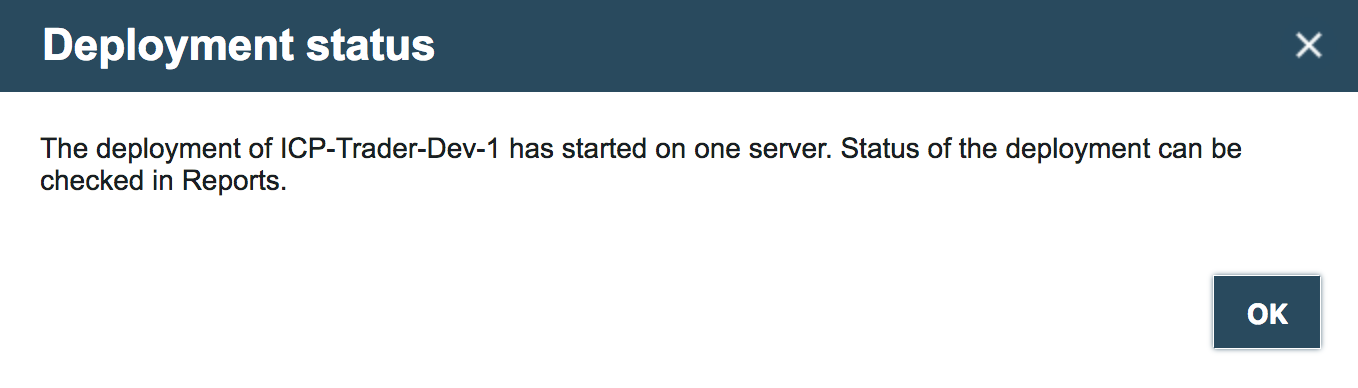 Deployment status
The deployment of ICP-Trader-Dev-1 has started on one server. Status of the deployment can be
checked in Reports.
OK